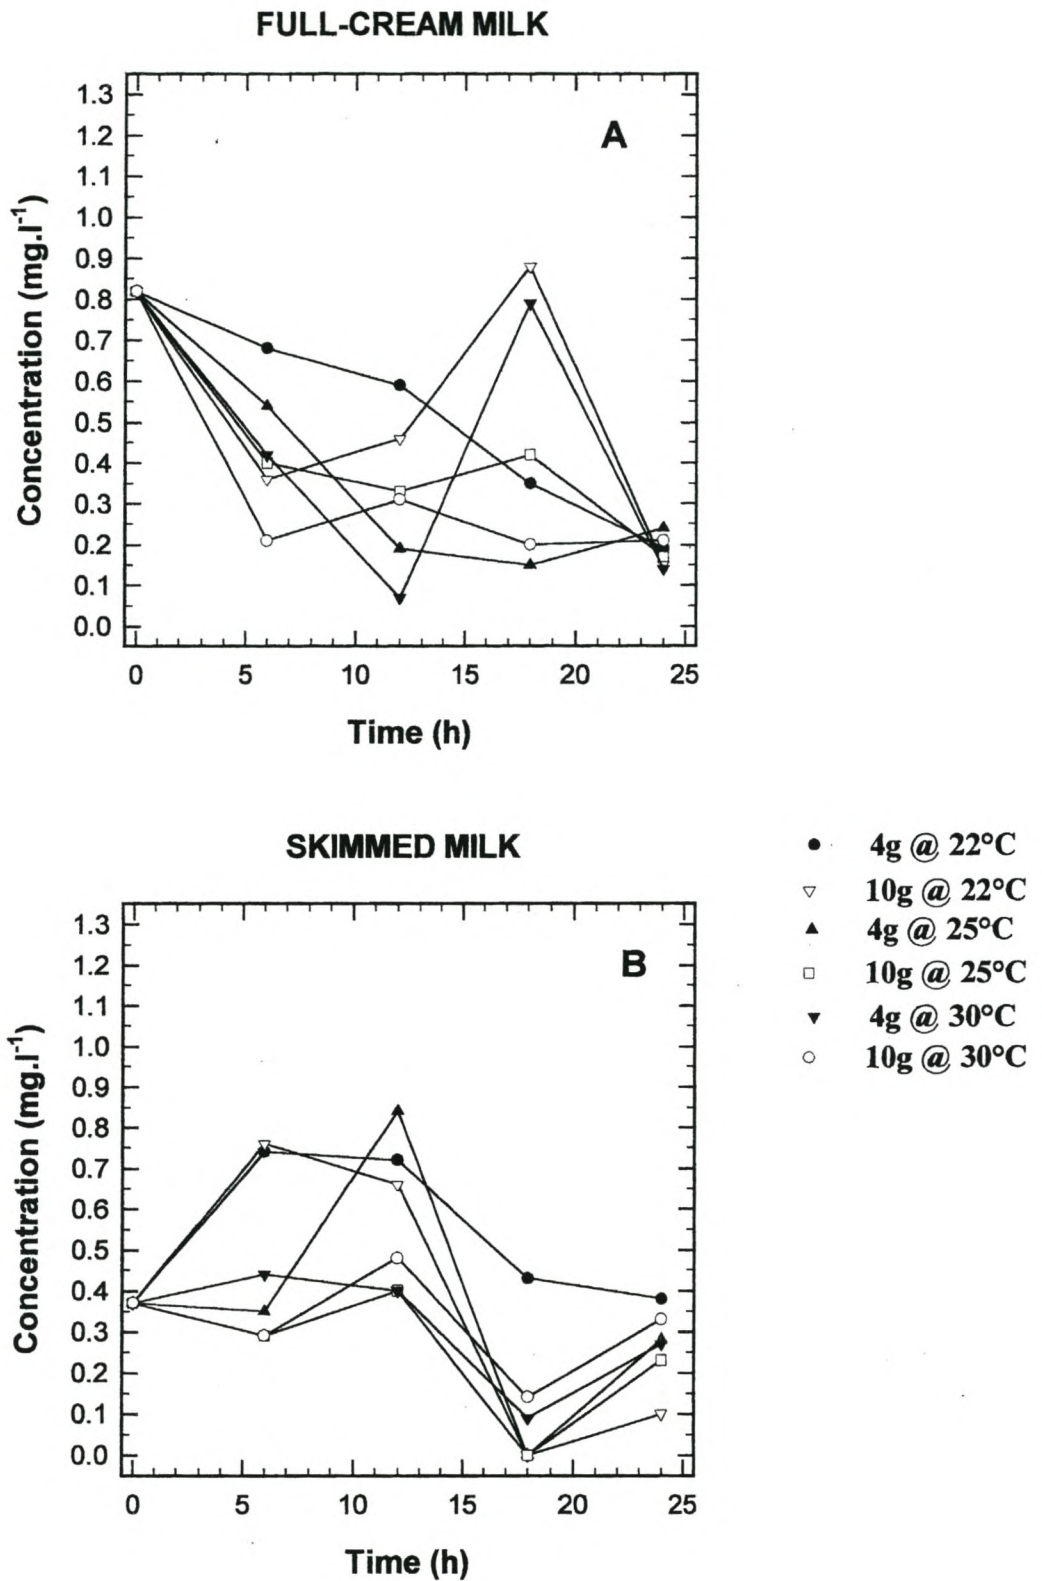 FULL-CREAM MILK
A
1.3
1.2
1.1
1.0
0.9
0.8
0.7
0.6
0.5
0.4
0.3
0.2
0.1
0.0
Concentration (mg.l⁻¹)
0 5 10 15 20 25
Time (h)
SKIMMED MILK
B
1.3
1.2
1.1
1.0
0.9
0.8
0.7
0.6
0.5
0.4
0.3
0.2
0.1
0.0
Concentration (mg.l⁻¹)
0 5 10 15 20 25
Time (h)
4g @ 22°C
10g @ 22°C
4g @ 25°C
10g @ 25°C
4g @ 30°C
10g @ 30°C